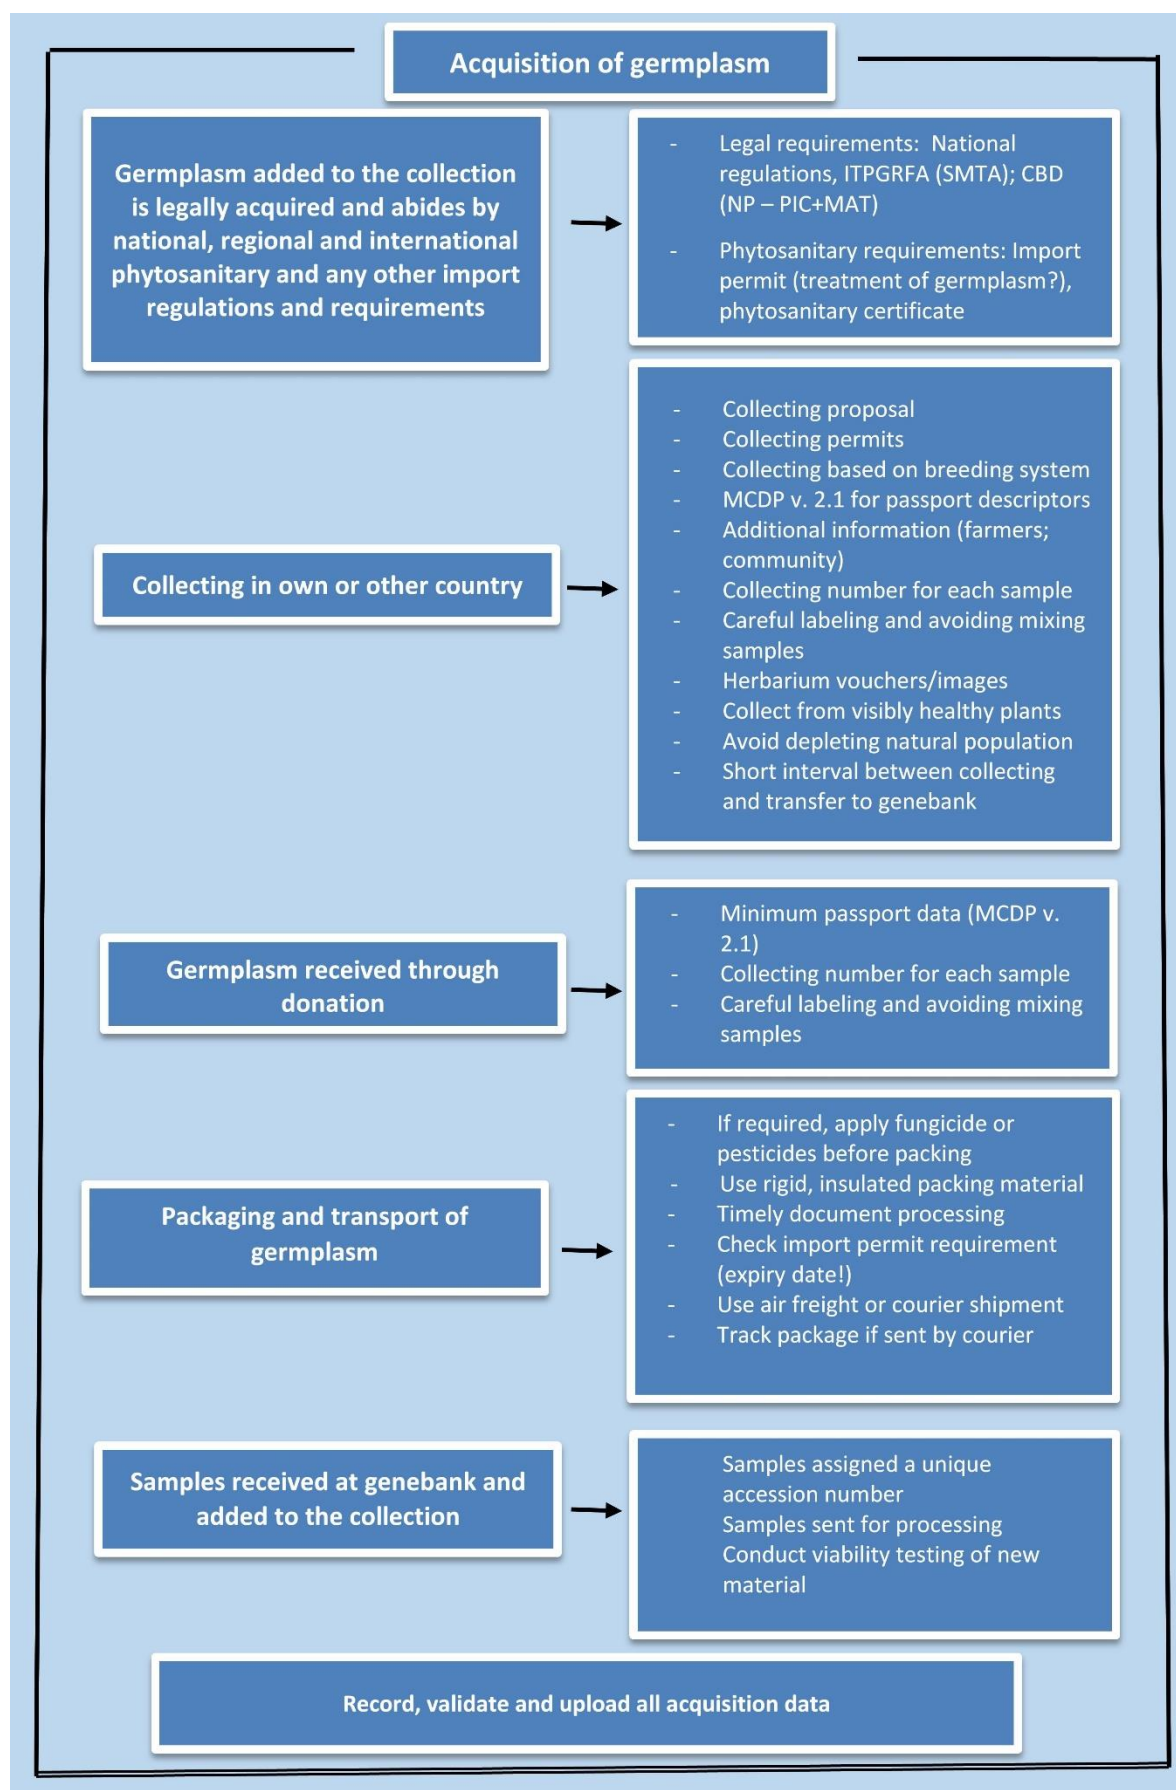 Acquisition of germplasm
Germplasm added to the collection
is legally acquired and abides by
national, regional and international
phytosanitary and any other import
regulations and requirements
- Legal requirements:  National
regulations, ITPGRFA (SMTA); CBD
(NP – PIC+MAT)
- Phytosanitary requirements: Import
permit (treatment of germplasm?),
phytosanitary certificate
Collecting in own or other country
- Collecting proposal
- Collecting permits
- Collecting based on breeding system
- MCDP v. 2.1 for passport descriptors
- Additional information (farmers;
community)
- Collecting number for each sample
- Careful labeling and avoiding mixing
samples
- Herbarium vouchers/images
- Collect from visibly healthy plants
- Avoid depleting natural population
- Short interval between collecting
and transfer to genebank
Germplasm received through
donation
- Minimum passport data (MCDP v.
2.1)
- Collecting number for each sample
- Careful labeling and avoiding mixing
samples
Packaging and transport of
germplasm
- If required, apply fungicide or
pesticides before packing
- Use rigid, insulated packing material
- Timely document processing
- Check import permit requirement
(expiry date!)
- Use air freight or courier shipment
- Track package if sent by courier
Samples received at genebank and
added to the collection
Samples assigned a unique
accession number
Samples sent for processing
Conduct viability testing of new
material
Record, validate and upload all acquisition data